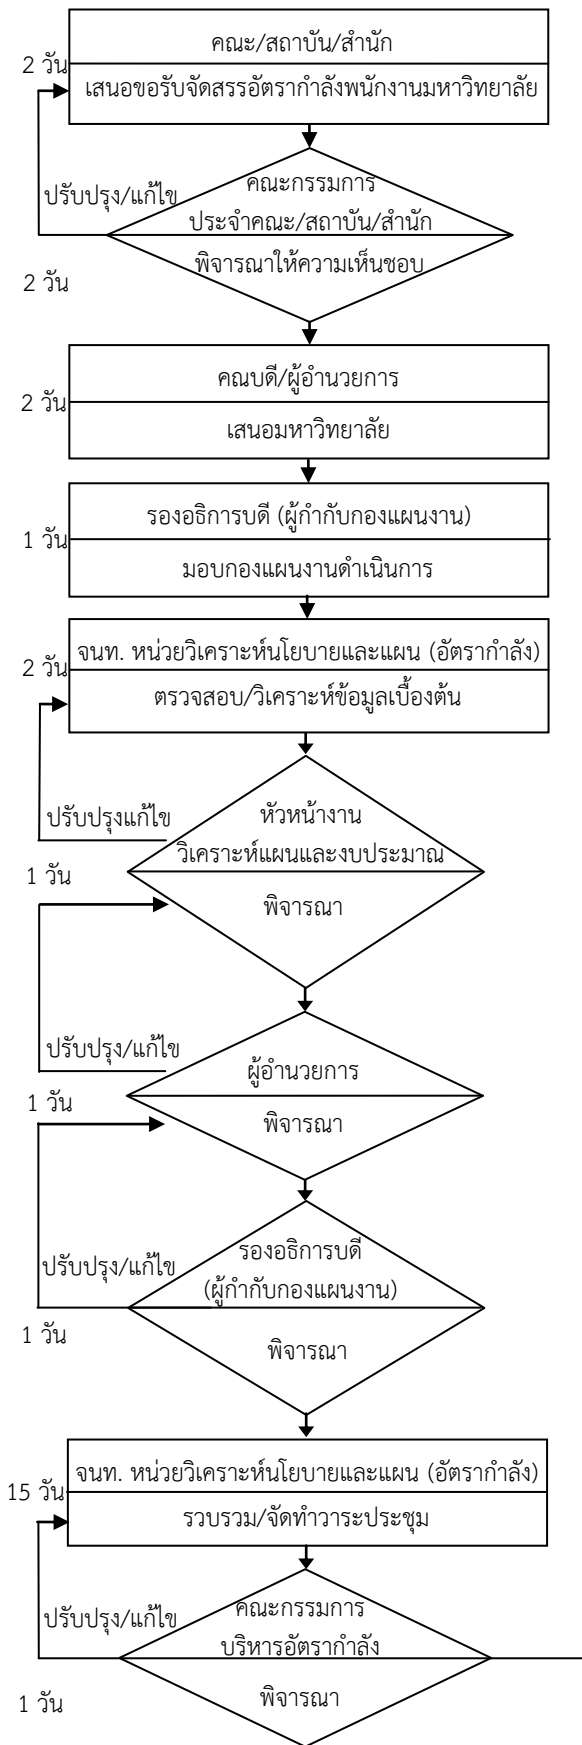 คณะ/สถาบัน/สำนัก
2 วัน
เสนอขอรับจัดสรรอัตรากำลังพนักงานมหาวิทยาลัย
คณะกรรมการ
ปรับปรุง/แก้ไข
ประจำคณะ/สถาบัน/สำนัก
พิจารณาให้ความเห็นชอบ
2 วัน
คณบดี/ผู้อำนวยการ
2 วัน
เสนอมหาวิทยาลัย
รองอธิการบดี (ผู้กำกับกองแผนงาน)
1 วัน
มอบกองแผนงานดำเนินการ
จนท. หน่วยวิเคราะห์นโยบายและแผน (อัตรากำลัง)
2 วัน
ตรวจสอบ/วิเคราะห์ข้อมูลเบื้องต้น
หัวหน้างาน
ปรับปรุงแก้ไข
วิเคราะห์แผนและงบประมาณ
1 วัน
พิจารณา
ปรับปรุง/แก้ไข
ผู้อำนวยการ
1 วัน
พิจารณา
รองอธิการบดี
ปรับปรุง/แก้ไข
(ผู้กำกับกองแผนงาน)
1 วัน
พิจารณา
จนท. หน่วยวิเคราะห์นโยบายและแผน (อัตรากำลัง)
15 วัน
รวบรวม/จัดทำวาระประชุม
คณะกรรมการ
ปรับปรุง/แก้ไข
บริหารอัตรากำลัง
พิจารณา
1 วัน